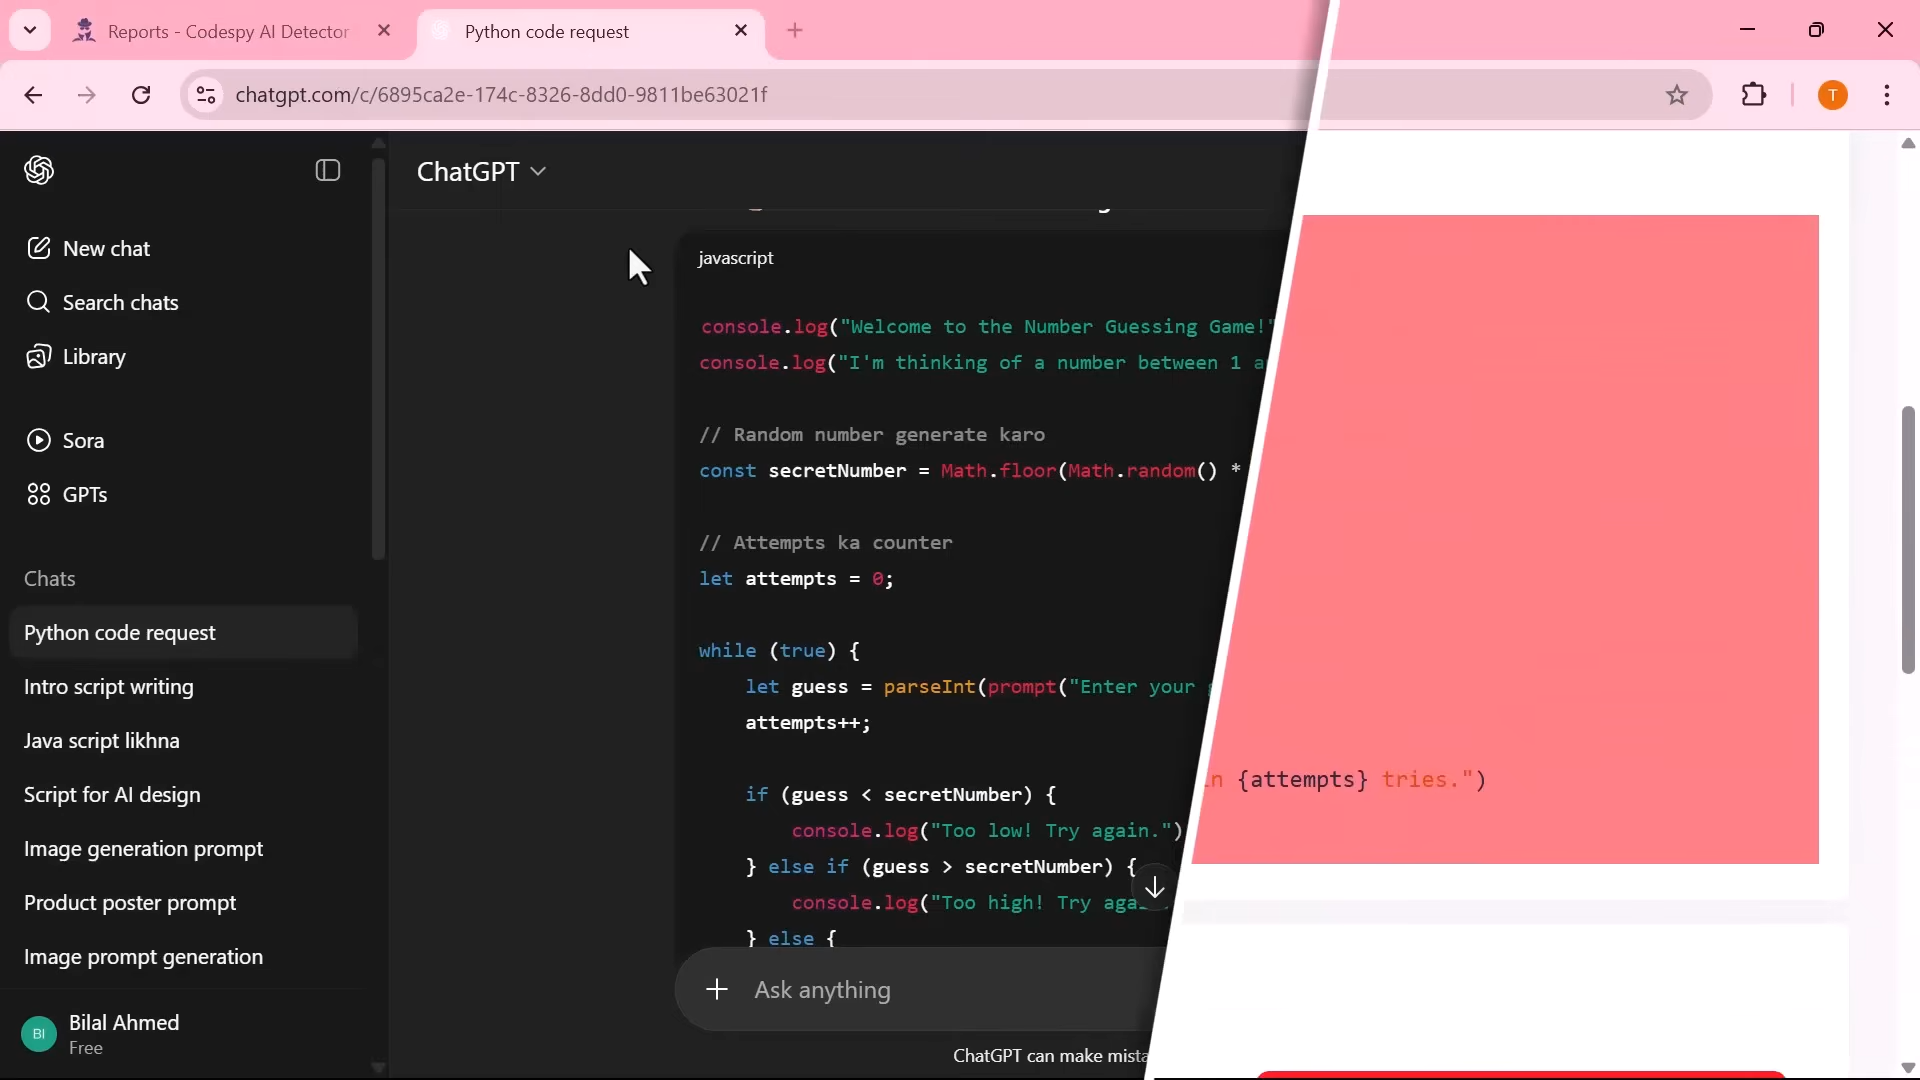 Reports - Codespy AI Detector
Python code request
chatgpt.com/c/6895ca2e-174c-8326-8dd0-9811be63021f
T
ChatGPT
New chat
Search chats
Library
Sora
GPTs
Chats
Python code request
Intro script writing
Java script likhna
Script for AI design
Image generation prompt
Product poster prompt
Image prompt generation
BI
Bilal Ahmed
Free
javascript
console.log("Welcome to the Number Guessing Game!"
console.log("I'm thinking of a number between 1
// Random number generate karo
const secretNumber = Math.floor(Math.random() *
// Attempts ka counter
let attempts = 0;
while (true) {
let guess = parseInt(prompt("Enter your
attempts++;
if (guess < secretNumber) {
console.log("Too low! Try again.")
} else if (guess > secretNumber) {
console.log("Too high! Try
} else {
Ask anything
ChatGPT can make
{attempts} tries.")